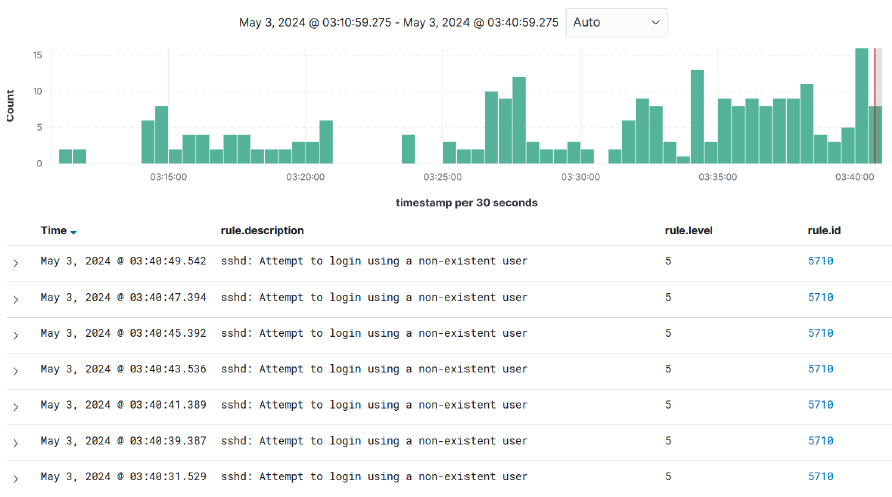 May 3, 2024 @ 03:10:59.275 - May 3, 2024 @ 03:40:59.275 Auto
15
10
5
0
Count
03:15:00 03:20:00 03:25:00 03:30:00 03:35:00 03:40:00
timestamp per 30 seconds
Time rule.description rule.level rule.id
May 3, 2024 @ 03:40:49.542 sshd: Attempt to login using a non-existent user 5 5710
May 3, 2024 @ 03:40:47.394 sshd: Attempt to login using a non-existent user 5 5710
May 3, 2024 @ 03:40:45.392 sshd: Attempt to login using a non-existent user 5 5710
May 3, 2024 @ 03:40:43.536 sshd: Attempt to login using a non-existent user 5 5710
May 3, 2024 @ 03:40:41.389 sshd: Attempt to login using a non-existent user 5 5710
May 3, 2024 @ 03:40:39.387 sshd: Attempt to login using a non-existent user 5 5710
May 3, 2024 @ 03:40:31.529 sshd: Attempt to login using a non-existent user 5 5710